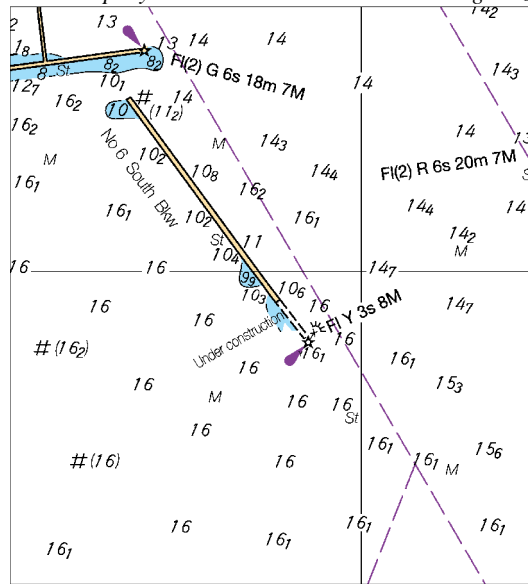 13 14₂
2 13 14 14 14₃
1₈ 8₂ 8₂
8 St Fl(2) G 6s 18m 7M 14
12₇ 16₂ 10₁ 14
10 # (11₂)
16₂ M 14₃ 14 13
M 10₂ 10₈ 14₄ Fl(2) R 6s 20m 7M S
16₁ No 6 South Bkw 16₂
16₁ 10₂ 16₁ 14₄ 14
St 11 14₂
10₄ M
16 16 9₉ 14₇
10₃ 10₆
16 16 16 14₇
Under construction Fl Y 3s 8M
# (16₂) 16₁ 16 16₁
16 16 15₃
M 16 16
16 St
# (16) 16 16₁ 16₁ 15₆
M
16 16₁ 16₁
16₁ 16₁